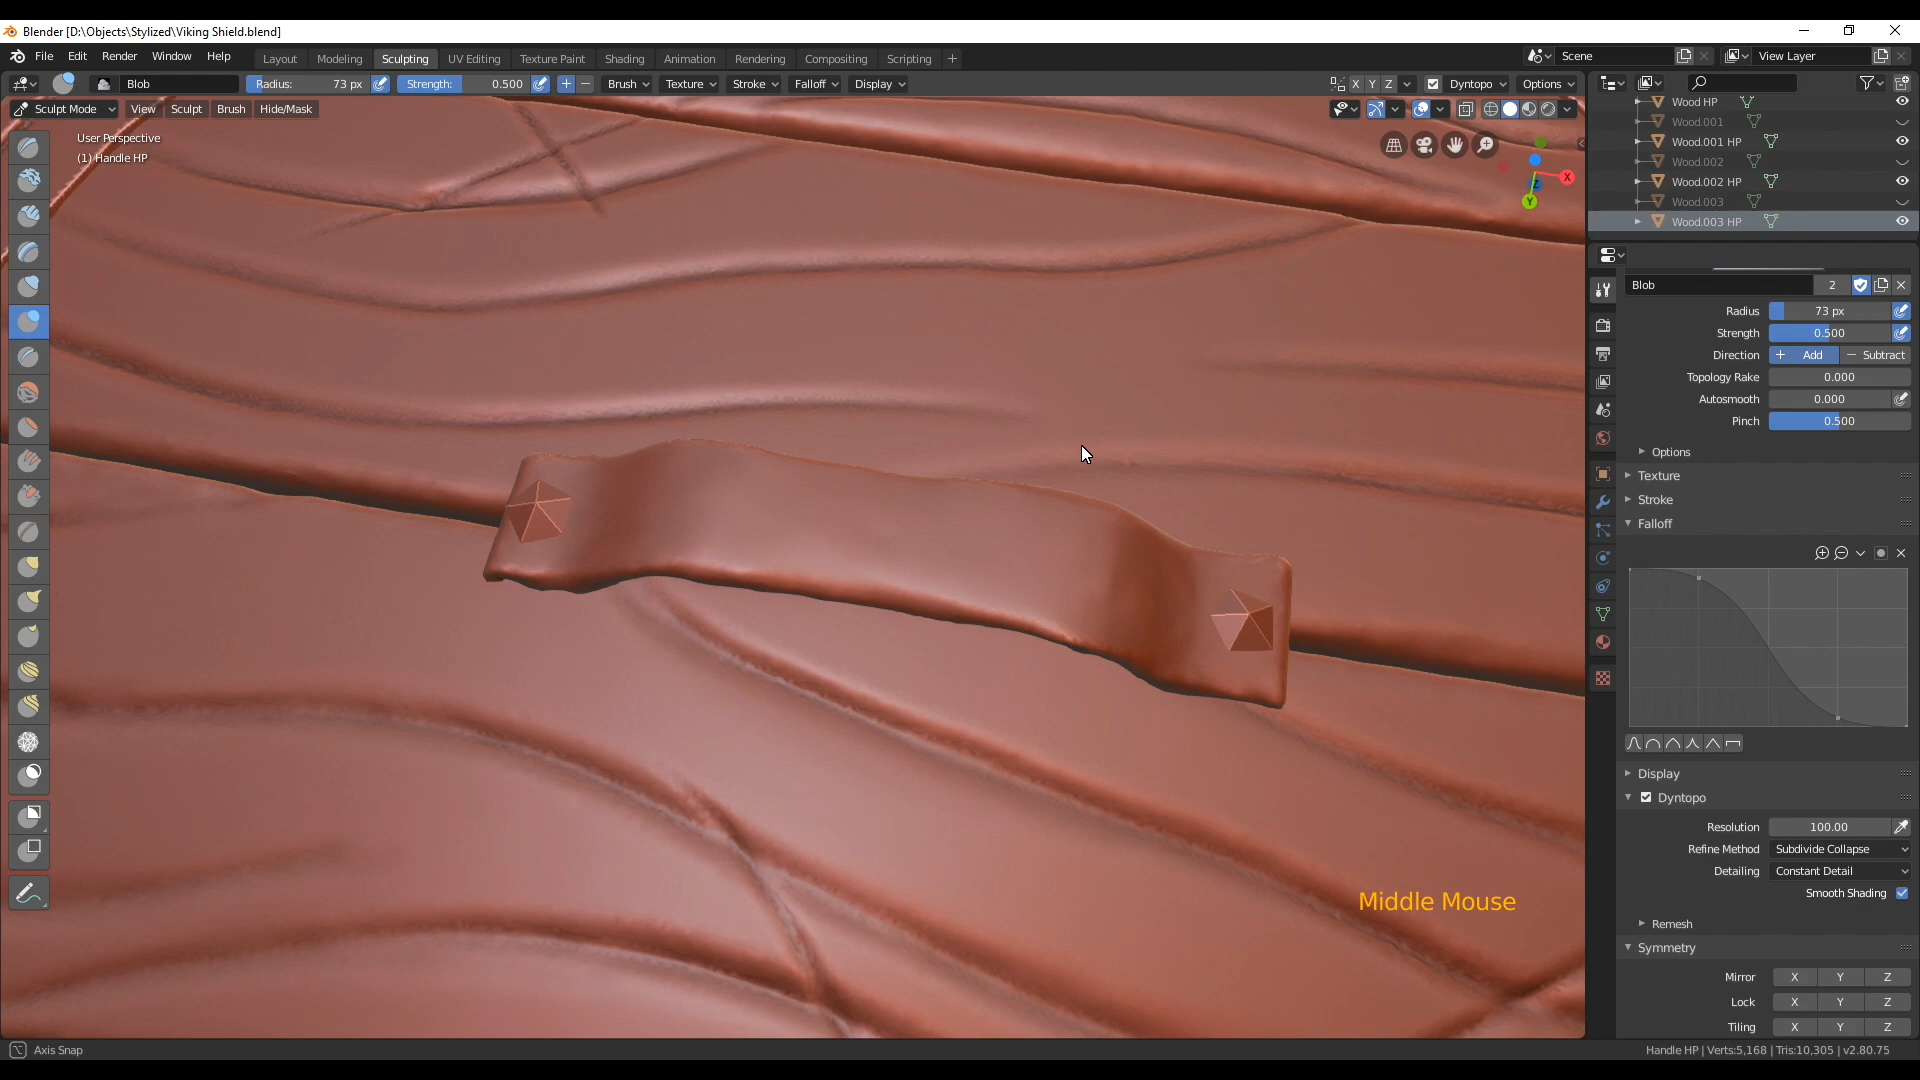 Blender [D:\Objects\Stylized\Viking Shield.blend]
File Edit Render Window Help Layout Modeling Sculpting UV Editing Texture Paint Shading Animation Rendering Compositing Scripting + Scene View Layer
Blob Radius: 73 px Strength: 0.500 + − Brush Texture Stroke Falloff Display X Y Z Dyntopo Options
Sculpt Mode View Sculpt Brush Hide/Mask
User Perspective
(1) Handle HP
X
Z
Y
Wood HP
Wood.001
Wood.001 HP
Wood.002
Wood.002 HP
Wood.003
Wood.003 HP
Blob 2
Radius 73 px
Strength 0.500
Direction + Add − Subtract
Topology Rake 0.000
Autosmooth 0.000
Pinch 0.500
Options
Texture
Stroke
Falloff
Display
Dyntopo
Resolution 100.00
Refine Method Subdivide Collapse
Detailing Constant Detail
Smooth Shading
Remesh
Symmetry
Mirror X Y Z
Lock X Y Z
Tiling X Y Z
Middle Mouse
Axis Snap
Handle HP | Verts:5,168 | Tris:10,305 | v2.80.75